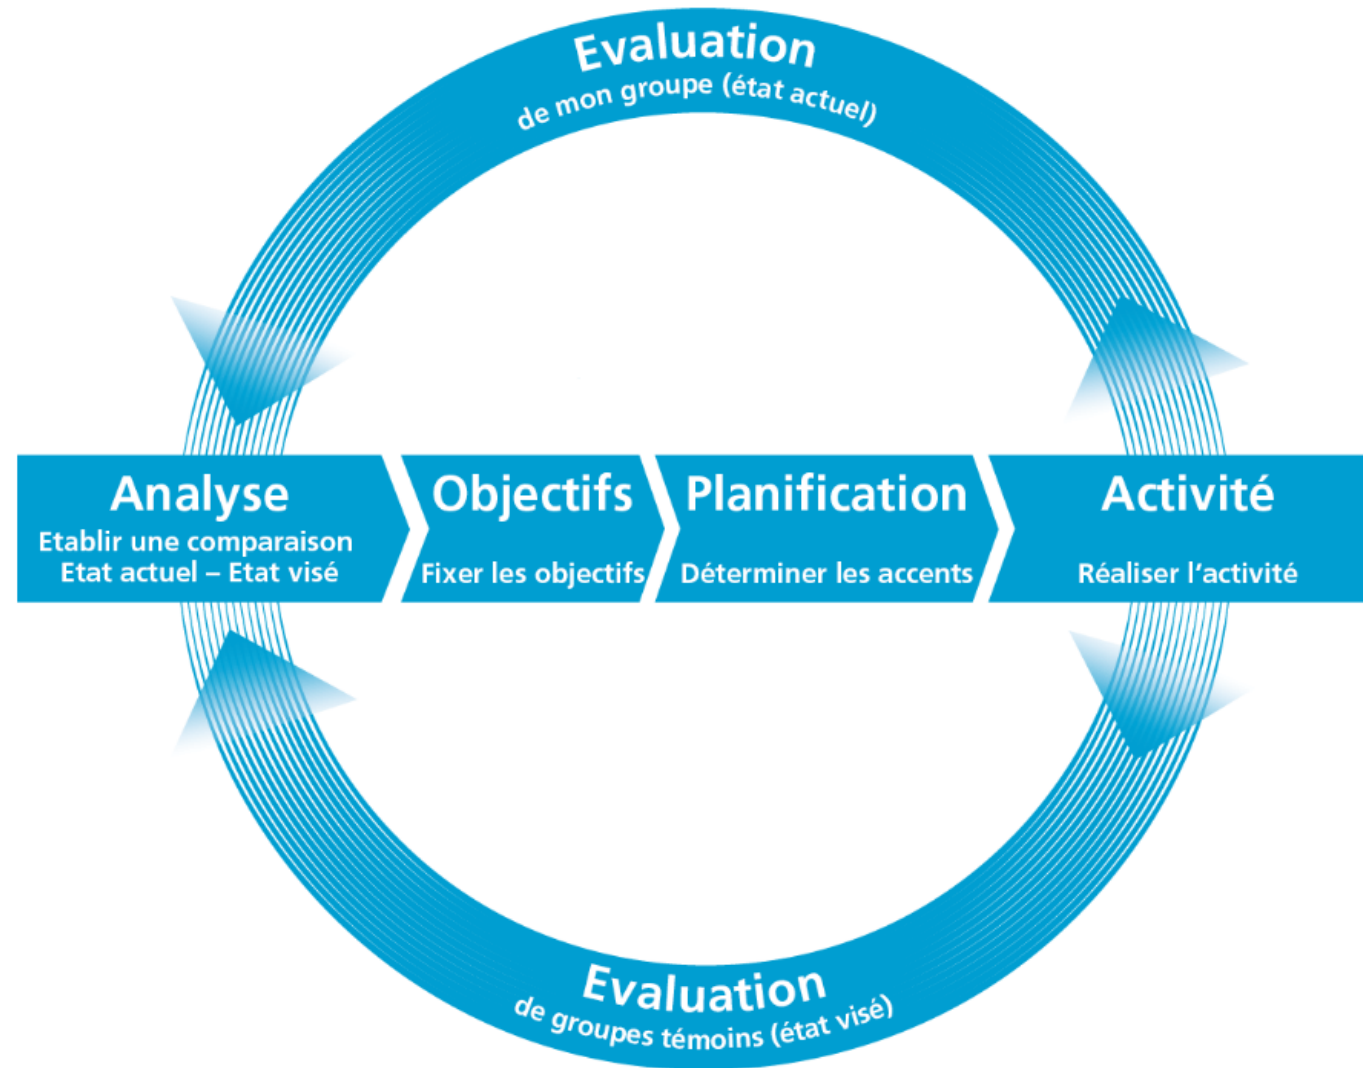 Evaluation
de mon groupe (état actuel)
Analyse
Etablir une comparaison
Etat actuel – Etat visé
Objectifs
Fixer les objectifs
Planification
Déterminer les accents
Activité
Réaliser l‘activité
Evaluation
de groupes témoins (état visé)